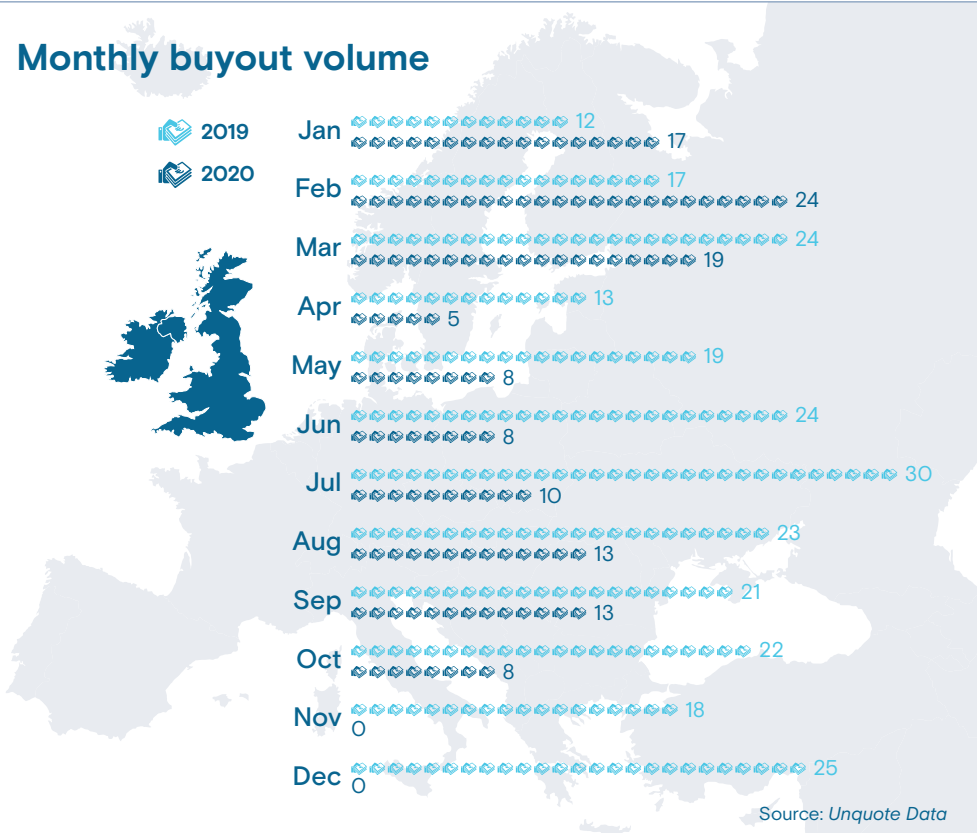 Monthly buyout volume
2019
2020
Jan
12
17
Feb
17
24
Mar
24
19
Apr
13
5
May
19
8
Jun
24
8
Jul
30
10
Aug
23
13
Sep
21
13
Oct
22
8
Nov
18
0
Dec
25
0
Source: Unquote Data